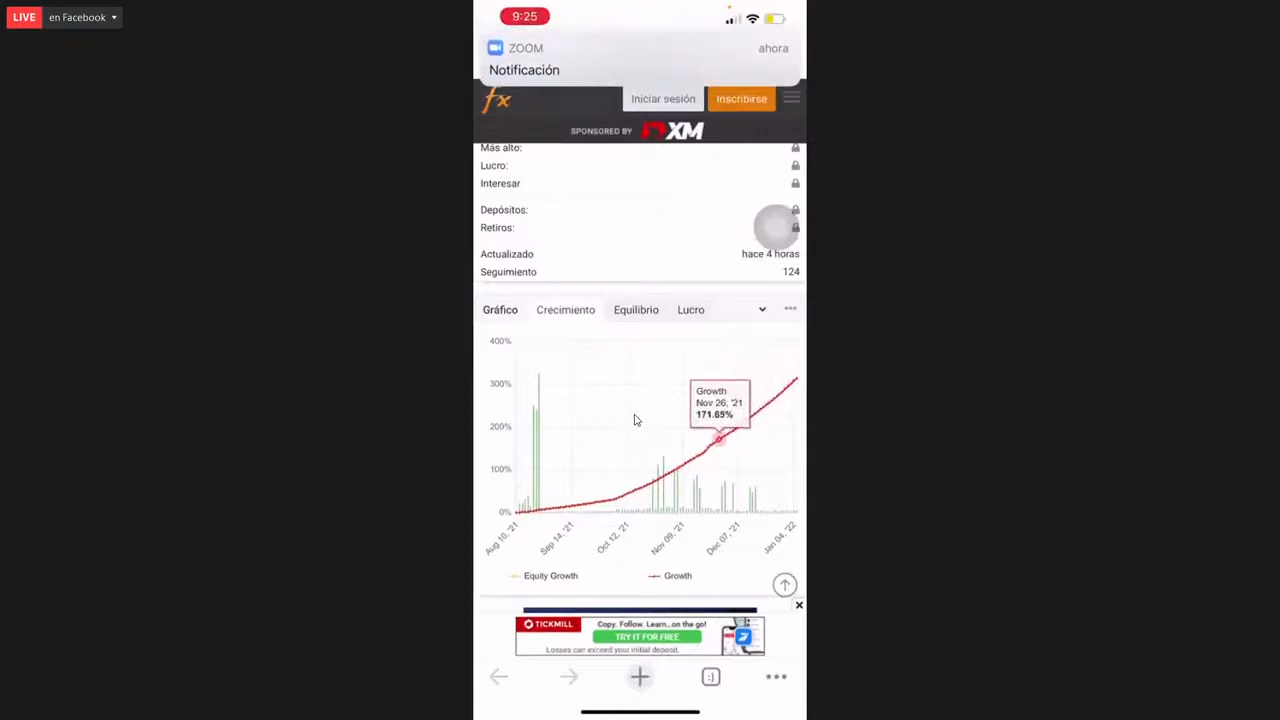 LIVE en Facebook
9:25
ZOOM ahora
Notificación
fx Iniciar sesión Inscribirse
SPONSORED BY XM
Más alto:
Lucro:
Interesar
Depósitos:
Retiros:
Actualizado hace 4 horas
Seguimiento 124
Gráfico Crecimiento Equilibrio Lucro
400%
300%
200%
100%
0%
Growth
Nov 26, '21
171.65%
Aug 10, '21 Sep 14, '21 Oct 12, '21 Nov 09, '21 Dec 07, '21 Jan 04, '22
Equity Growth Growth
TICKMILL Copy. Follow. Learn...on the go!
TRY IT FOR FREE
Losses can exceed your initial deposit.
:)